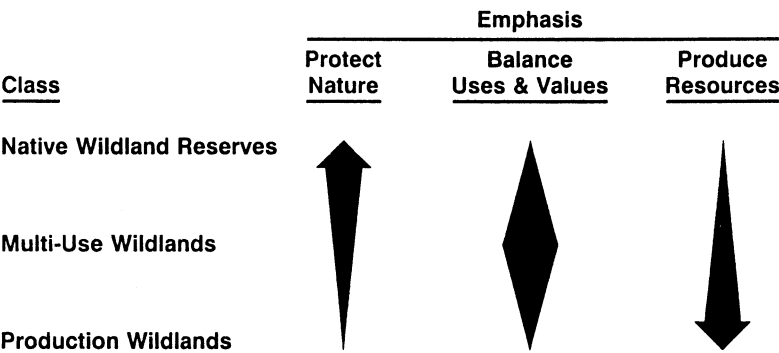 Emphasis
Protect Balance Produce
Class Nature Uses & Values Resources
Native Wildland Reserves
Multi-Use Wildlands
Production Wildlands